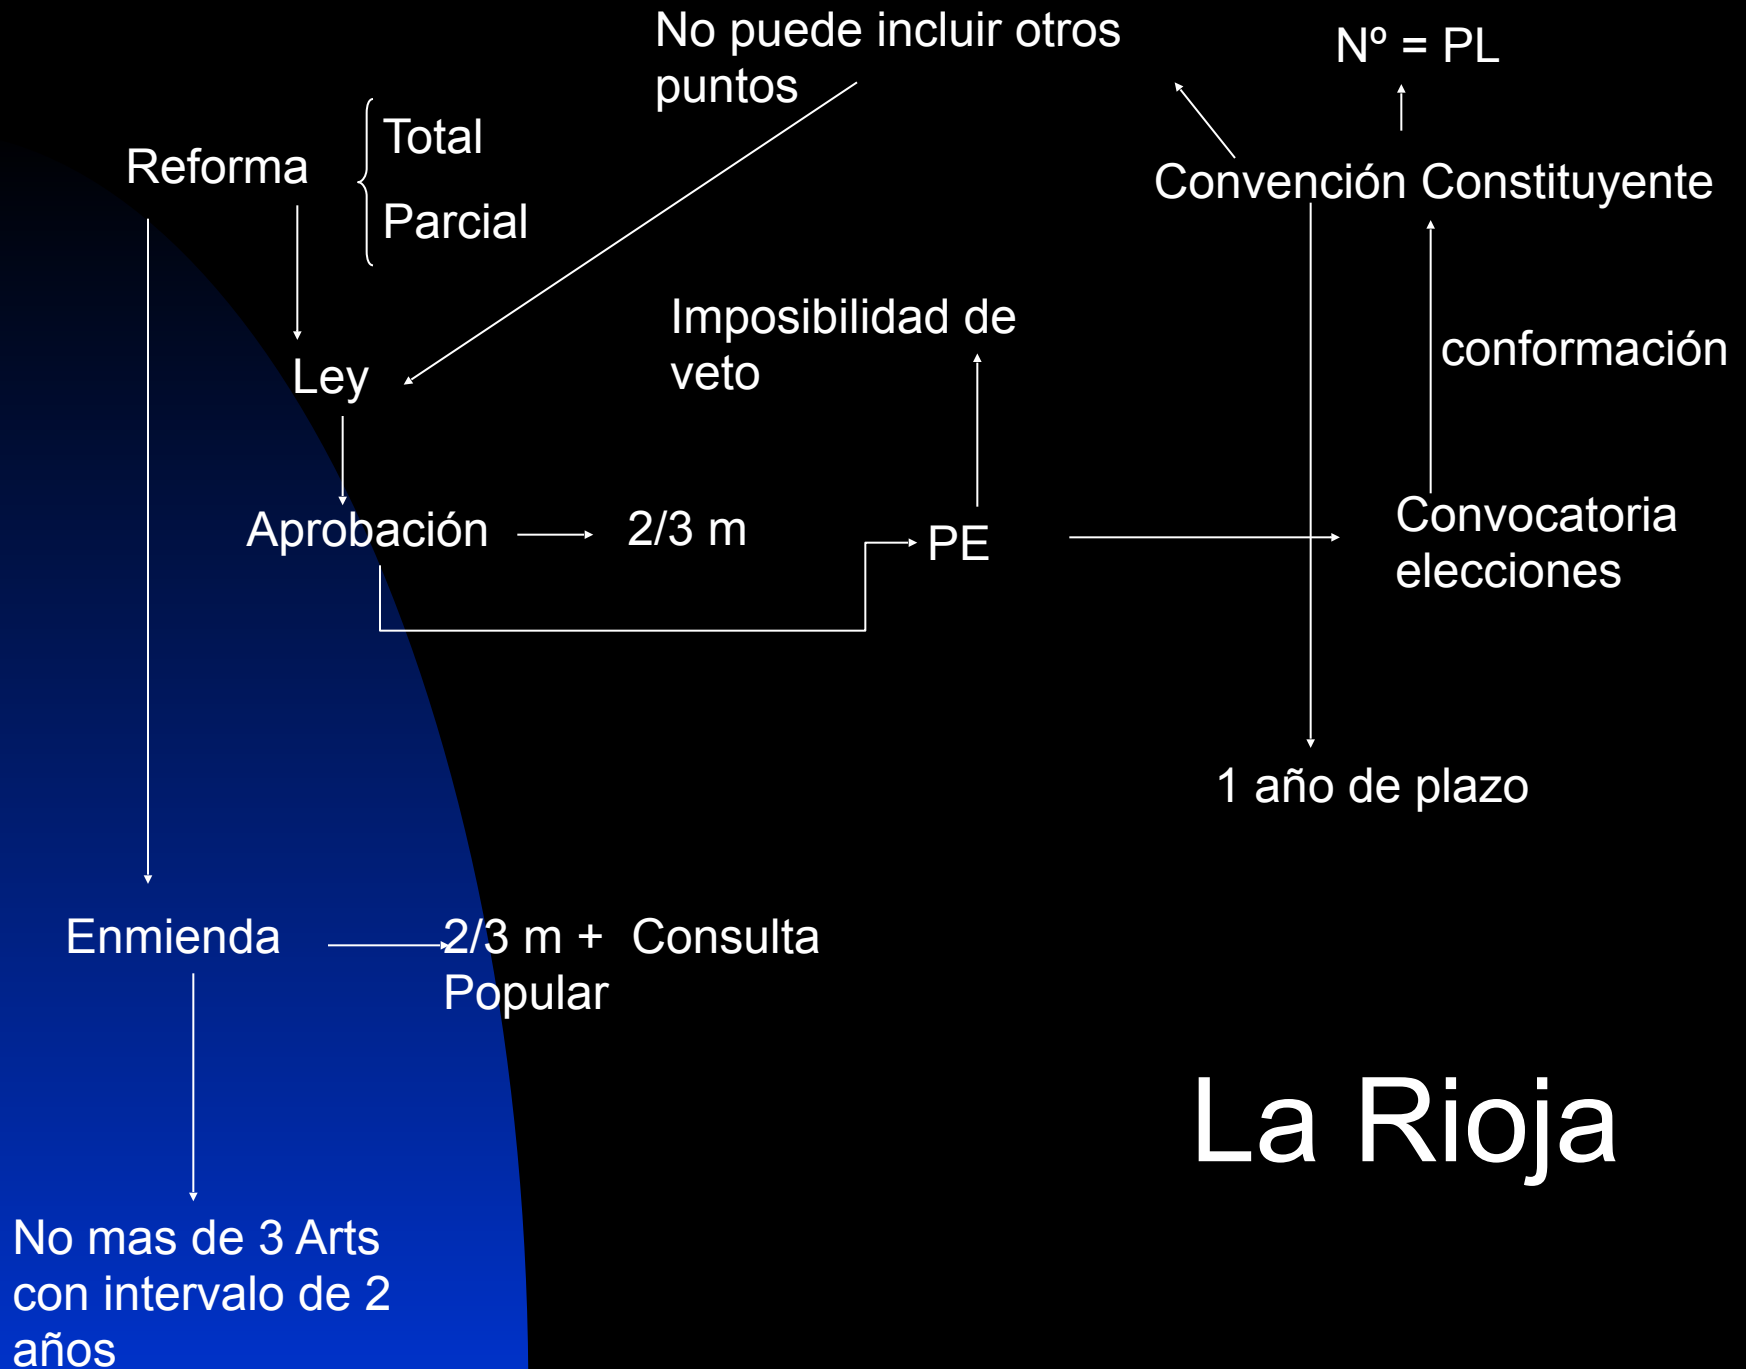 No puede incluir otros
puntos
Nº = PL
Total
Reforma
Parcial
Convención Constituyente
Imposibilidad de
veto
conformación
Ley
Aprobación
2/3 m
PE
Convocatoria
elecciones
1 año de plazo
Enmienda
2/3 m + Consulta
Popular
La Rioja
No mas de 3 Arts
con intervalo de 2
años